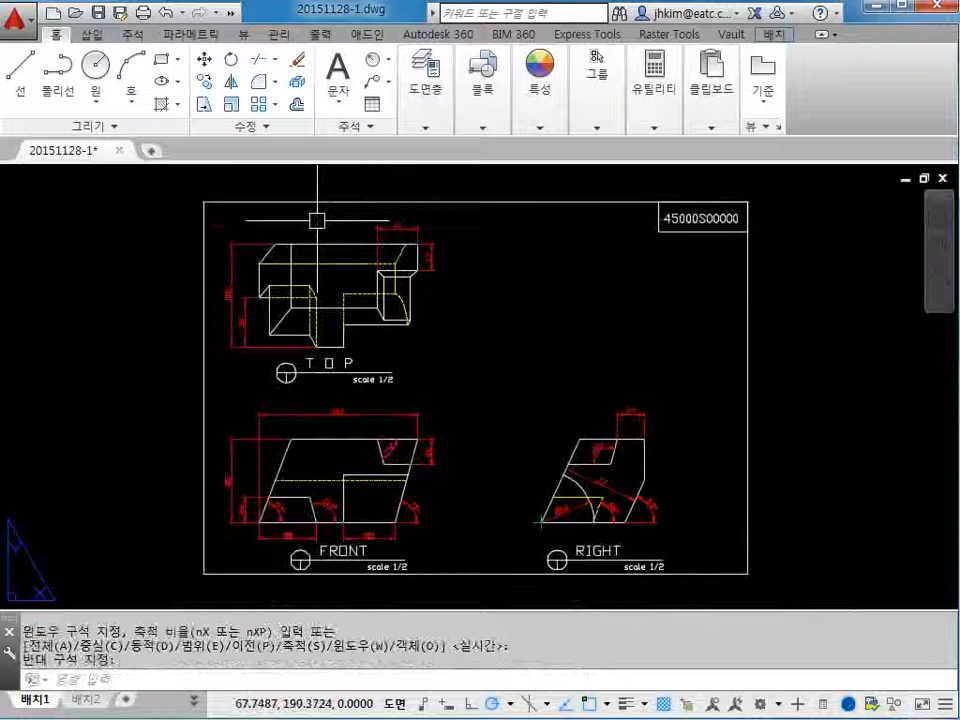 20151128-1.dwg
키워드 또는 구절 입력
jhkim@eatc.c...
홈 삽입 주석 파라메트릭 뷰 관리 출력 애드인 Autodesk 360 BIM 360 Express Tools Raster Tools Vault 배치
선 폴리선 원 호 문자 도면층 블록 특성 그룹 유틸리티 클립보드 기준
그리기 수정 주석 뷰
20151128-1*
45000S00000
TOP
scale 1/2
FRONT
scale 1/2
RIGHT
scale 1/2
윈도우 구석 지정, 축척 비율(nX 또는 nXP) 입력 또는
[전체(A)/중심(C)/동적(D)/범위(E)/이전(P)/축척(S)/윈도우(W)/객체(O)] <실시간>:
반대 구석 지정:
명령 입력
배치1 배치2
67.7487, 190.3724, 0.0000 도면